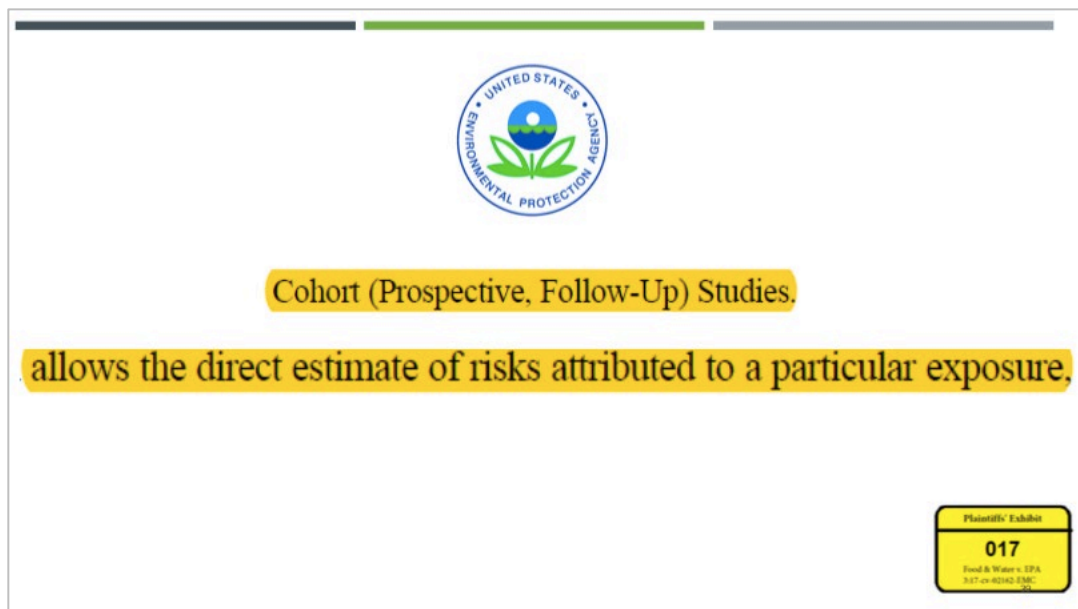 UNITED STATES
ENVIRONMENTAL PROTECTION AGENCY
Cohort (Prospective, Follow-Up) Studies.
allows the direct estimate of risks attributed to a particular exposure,
Plaintiffs' Exhibit
017
Food & Water v. EPA
3:17-cv-02162-EMC